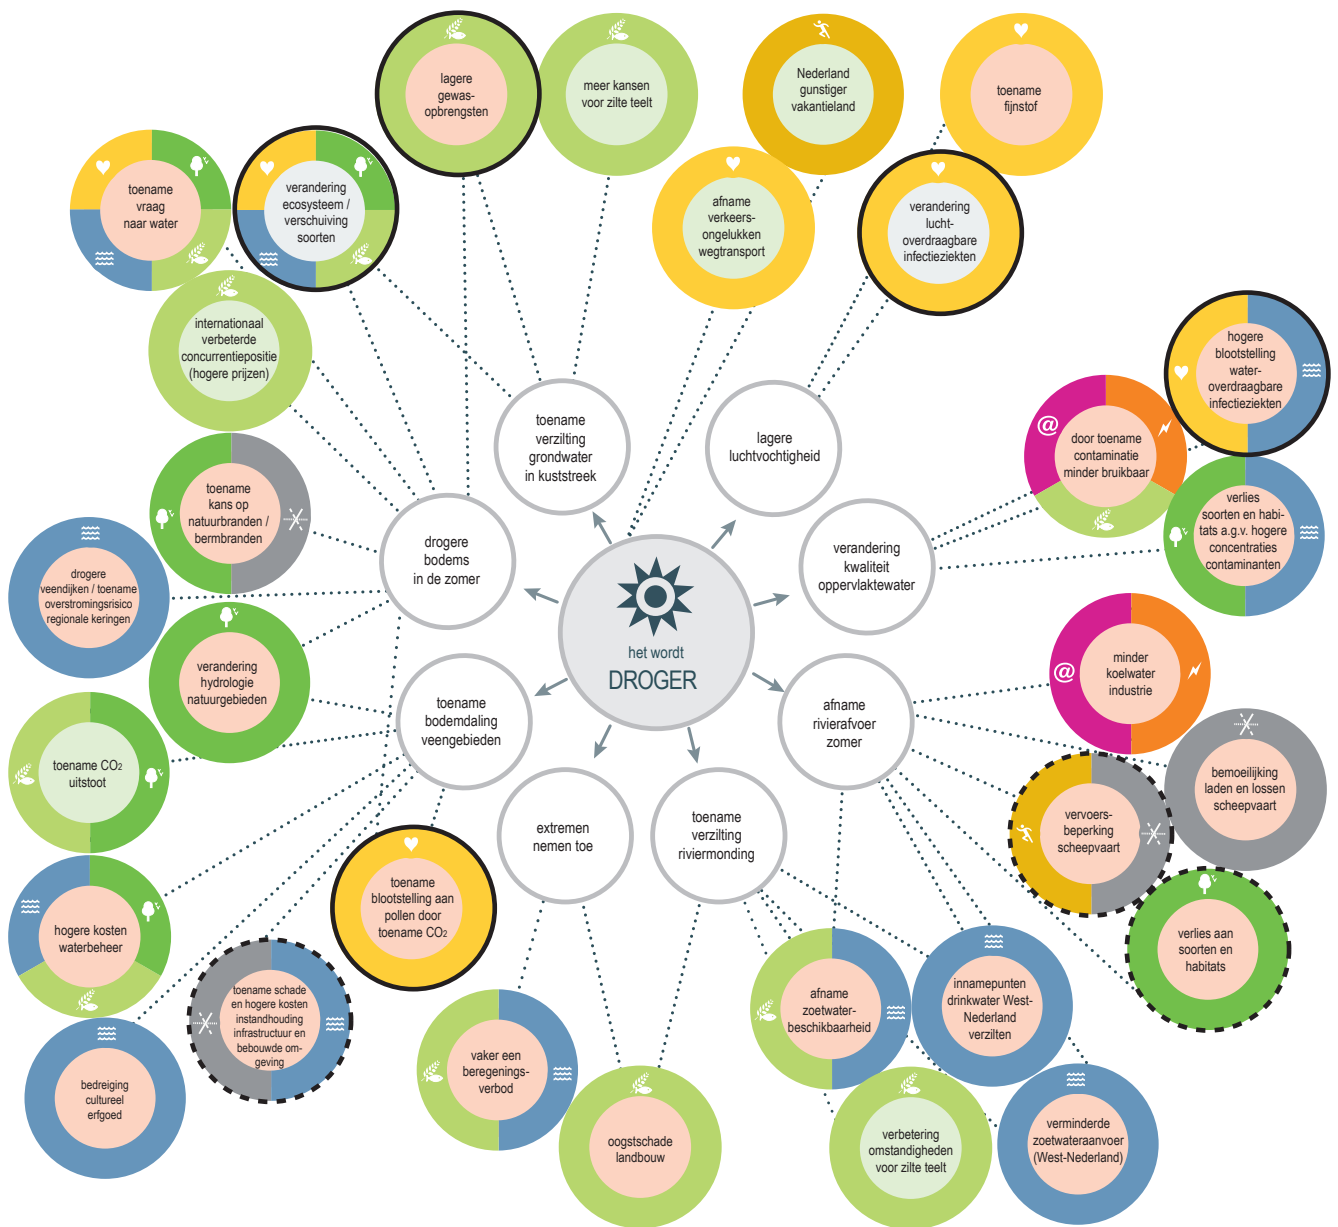 lagere
gewas-
opbrengsten
meer kansen
voor zilte teelt
Nederland
gunstiger
vakantieland
toename
fijnstof
toename
vraag
naar water
verandering
ecosysteem /
verschuiving
soorten
afname
verkeers-
ongelukken
wegtransport
verandering
lucht-
overdraagbare
infectieziekten
internationaal
verbeterde
concurrentiepositie
(hogere prijzen)
hogere
blootstelling
water-
overdraagbare
infectieziekten
toename
verzilting
grondwater
in kuststreek
lagere
luchtvochtigheid
@
door toename
contaminatie
minder bruikbaar
toename
kans op
natuurbranden /
bermbranden
verlies
soorten en habi-
tats a.g.v. hogere
concentraties
contaminanten
drogere
bodems
in de zomer
verandering
kwaliteit
oppervlaktewater
drogere
veendijken / toename
overstromingsrisico
regionale keringen
het wordt
DROGER
verandering
hydrologie
natuurgebieden
@
minder
koelwater
industrie
toename
bodemdaling
veengebieden
afname
rivierafvoer
zomer
toename CO2
uitstoot
bemoeilijking
laden en lossen
scheepvaart
vervoers-
beperking
scheepvaart
extremen
nemen toe
toename
verzilting
riviermonding
toename
blootstelling aan
pollen door
toename CO2
hogere kosten
waterbeheer
verlies aan
soorten en
habitats
toename schade
en hogere kosten
instandhouding
infrastructuur en
bebouwde om-
geving
afname
zoetwater-
beschikbaarheid
innamepunten
drinkwater West-
Nederland
verzilten
vaker een
beregenings-
verbod
bedreiging
cultureel
erfgoed
oogstschade
landbouw
verbetering
omstandigheden
voor zilte teelt
verminderde
zoetwateraanvoer
(West-Nederland)